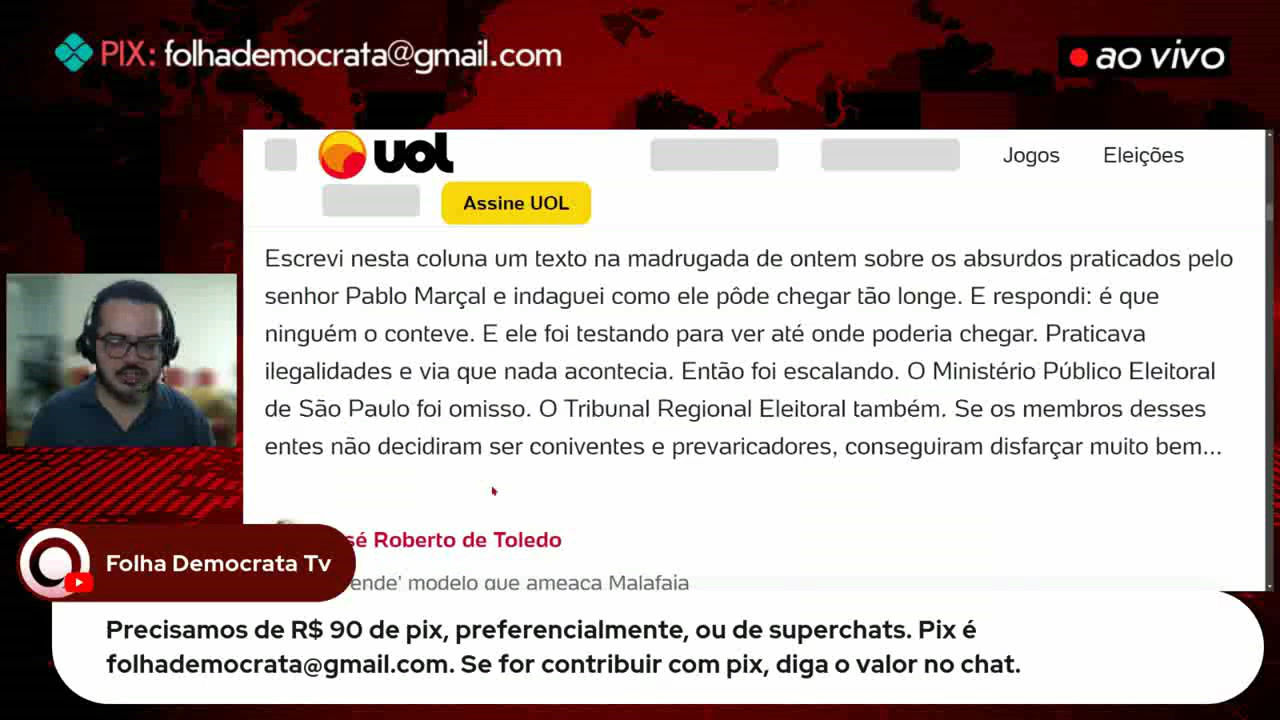 PIX: folhademocrata@gmail.com
ao vivo
uol
Jogos
Eleições
Assine UOL
Escrevi nesta coluna um texto na madrugada de ontem sobre os absurdos praticados pelo
senhor Pablo Marçal e indaguei como ele pôde chegar tão longe. E respondi: é que
ninguém o conteve. E ele foi testando para ver até onde poderia chegar. Praticava
ilegalidades e via que nada acontecia. Então foi escalando. O Ministério Público Eleitoral
de São Paulo foi omisso. O Tribunal Regional Eleitoral também. Se os membros desses
entes não decidiram ser coniventes e prevaricadores, conseguiram disfarçar muito bem...
sé Roberto de Toledo
ende' modelo que ameaca Malafaia
Folha Democrata Tv
Precisamos de R$ 90 de pix, preferencialmente, ou de superchats. Pix é
folhademocrata@gmail.com. Se for contribuir com pix, diga o valor no chat.